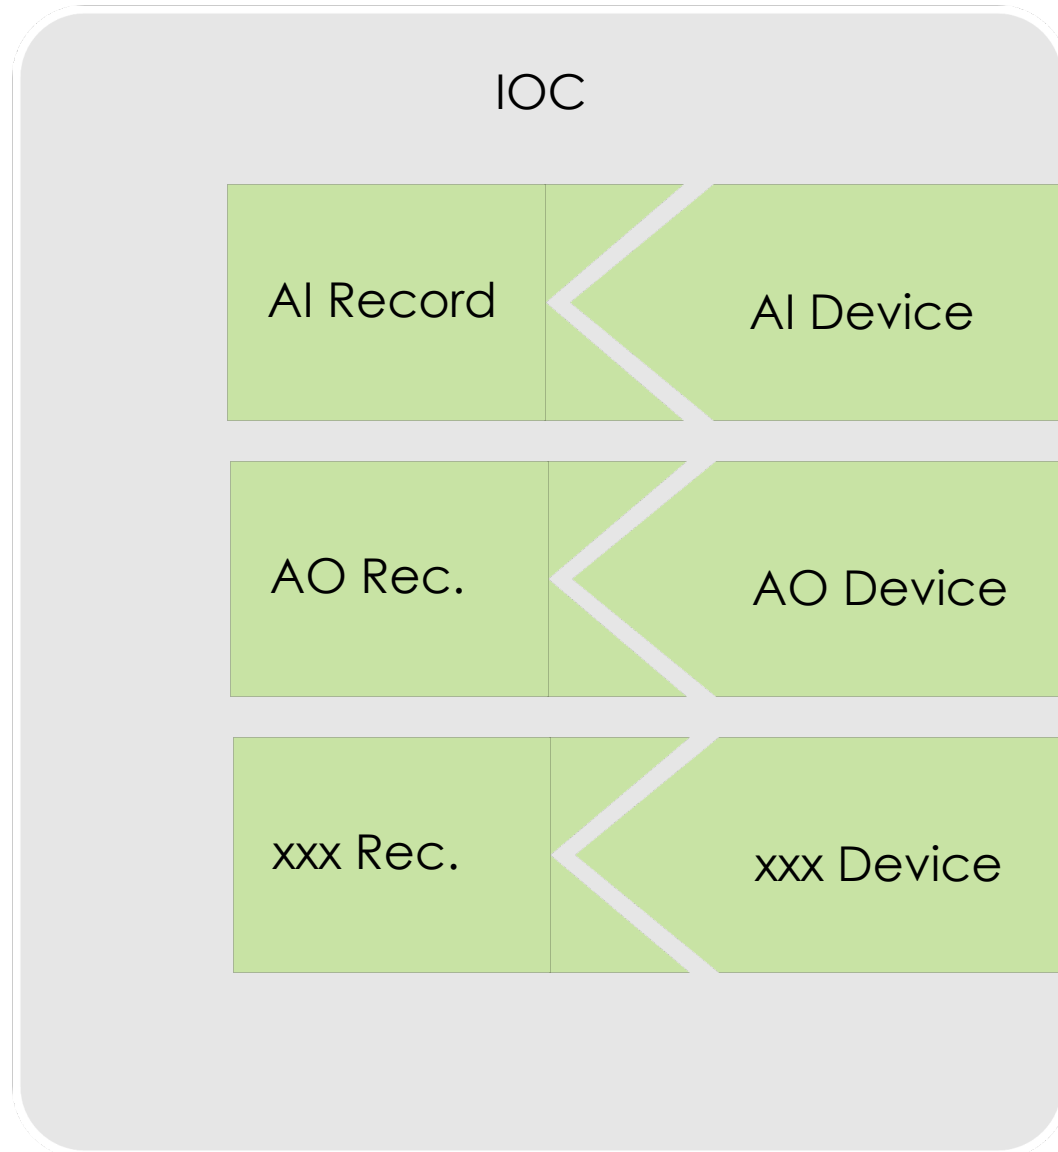 IOC
AI Record
AI Device
AO Rec.
AO Device
xxx Rec.
xxx Device